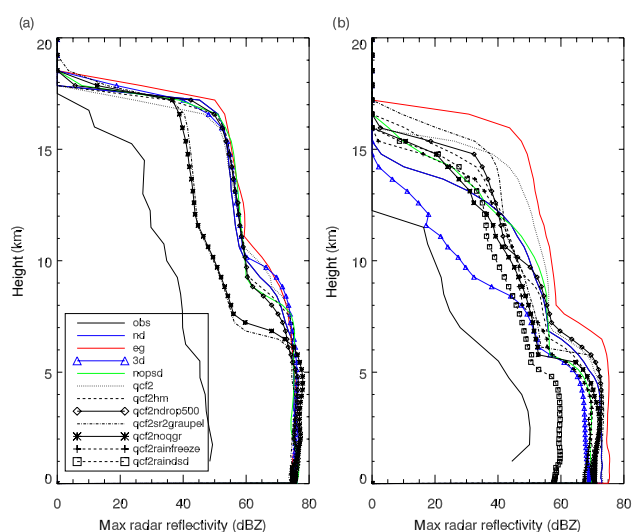 (a)
(b)
20
15
10
5
0
Height (km)
obs
nd
eg
3d
nopsd
qcf2
qcf2hm
qcf2ndrop500
qcf2sr2graupel
qcf2noqgr
qcf2rainfreeze
qcf2raindsd
0 20 40 60 80
Max radar reflectivity (dBZ)
20
15
10
5
0
Height (km)
0 20 40 60 80
Max radar reflectivity (dBZ)